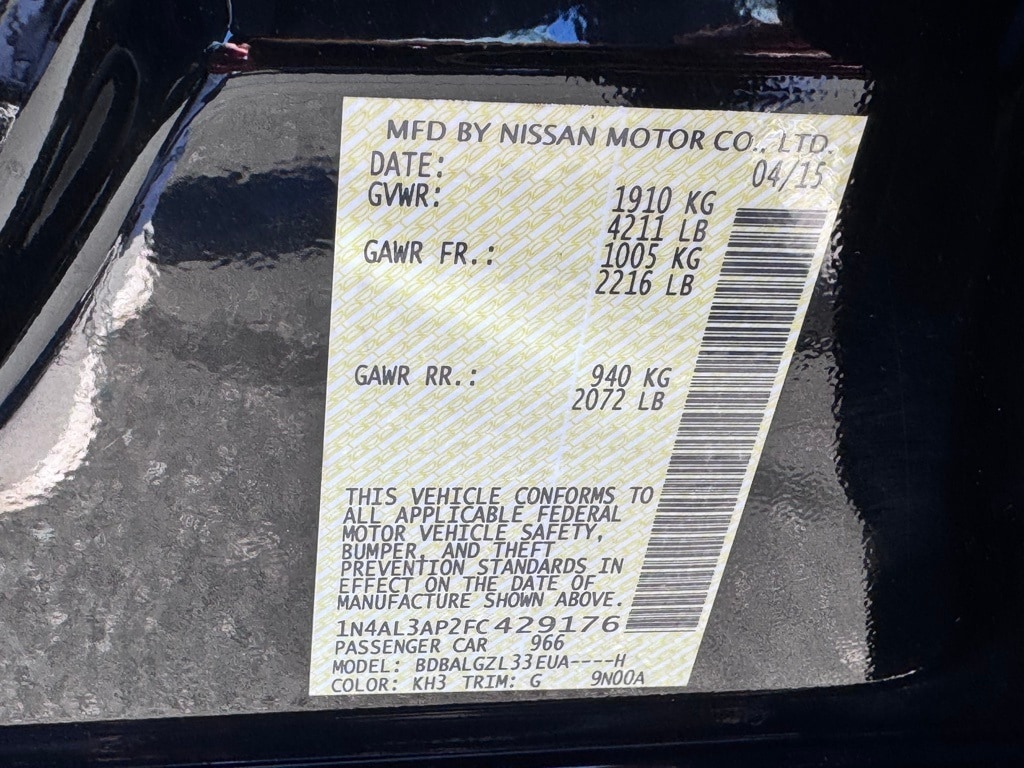 MFD BY NISSAN MOTOR CO., LTD.
DATE: 04/15
GVWR: 1910 KG
4211 LB
GAWR FR.: 1005 KG
2216 LB
GAWR RR.: 940 KG
2072 LB
THIS VEHICLE CONFORMS TO
ALL APPLICABLE FEDERAL
MOTOR VEHICLE SAFETY,
BUMPER, AND THEFT
PREVENTION STANDARDS IN
EFFECT ON THE DATE OF
MANUFACTURE SHOWN ABOVE.
1N4AL3AP2FC429176
PASSENGER CAR 966
MODEL: BDBALGZL33EUA----H
COLOR: KH3 TRIM: G 9N00A